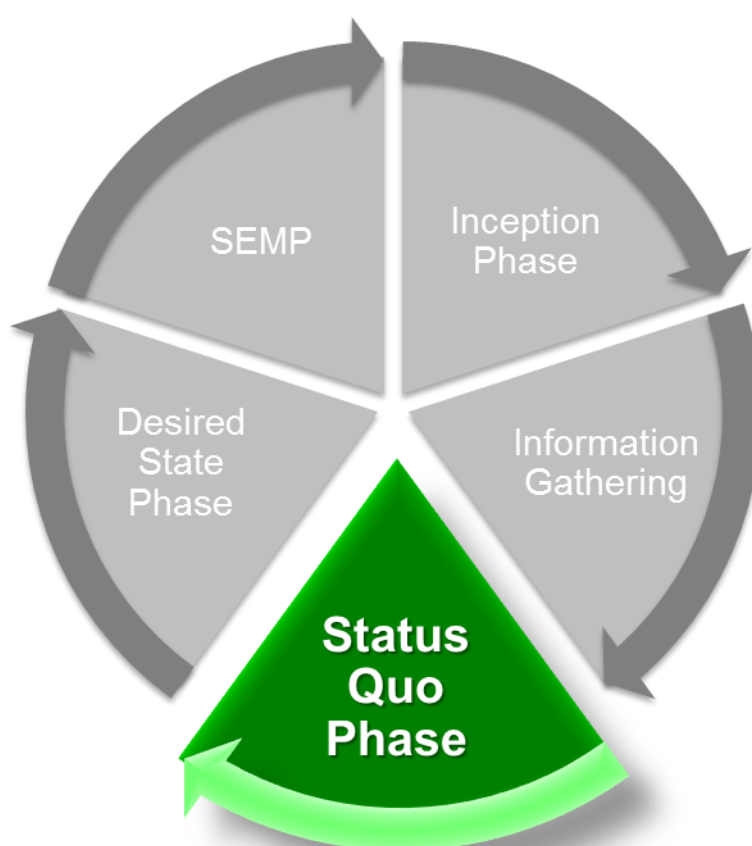 SEMP
Inception
Phase
Desired
State
Phase
Information
Gathering
Status
Quo
Phase